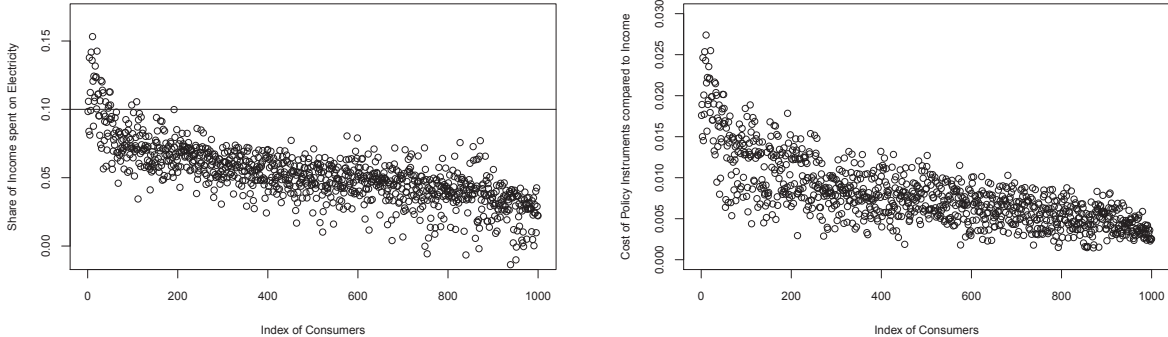 Share of Income spent on Electricity
0.15
0.10
0.05
0.00
0 200 400 600 800 1000
Index of Consumers
Cost of Policy Instruments compared to Income
0.030
0.025
0.020
0.015
0.010
0.005
0.000
0 200 400 600 800 1000
Index of Consumers